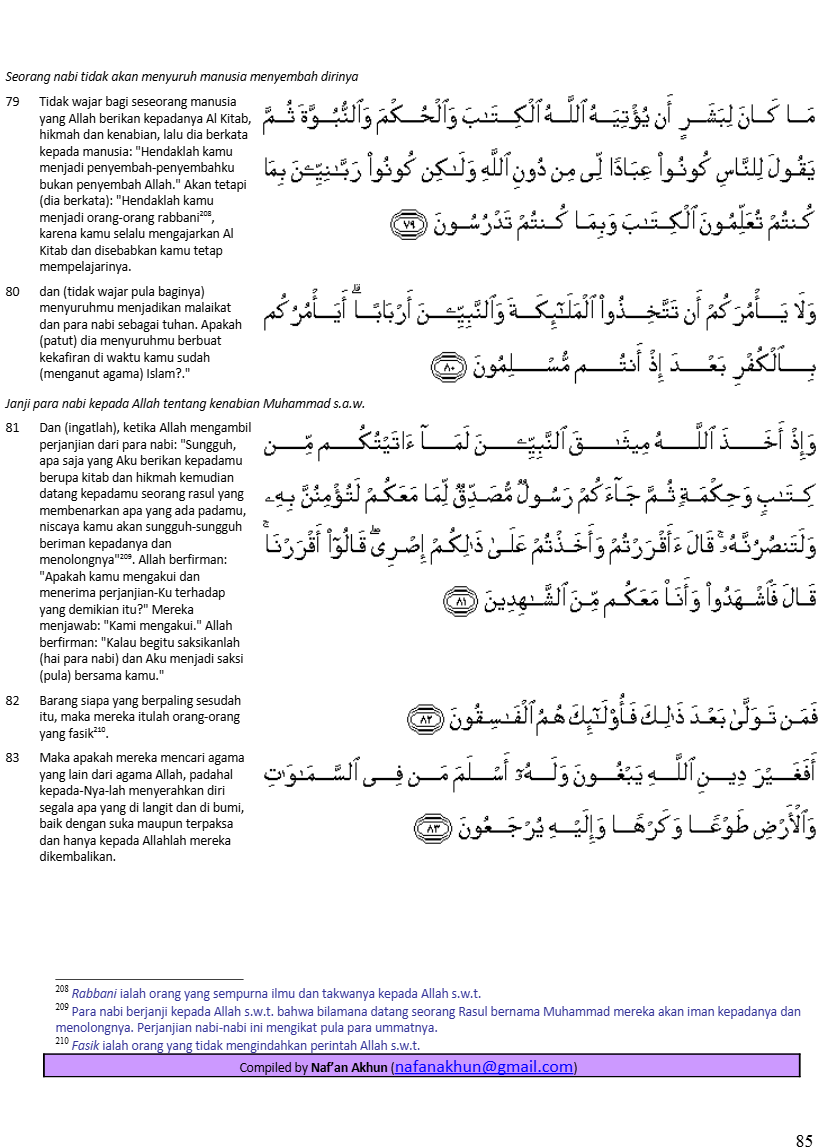 Seorang nabi tidak akan menyuruh manusia menyembah dirinya
79 Tidak wajar bagi seseorang manusia
yang Allah berikan kepadanya Al Kitab,
hikmah dan kenabian, lalu dia berkata
kepada manusia: "Hendaklah kamu
menjadi penyembah-penyembahku
bukan penyembah Allah." Akan tetapi
(dia berkata): "Hendaklah kamu
menjadi orang-orang rabbani²⁰⁸,
karena kamu selalu mengajarkan Al
Kitab dan disebabkan kamu tetap
mempelajarinya.
مَا كَانَ لِبَشَرٍ أَن يُؤْتِيَهُ ٱللَّهُ ٱلْكِتَـٰبَ وَٱلْحُكْمَ وَٱلنُّبُوَّةَ ثُمَّ
يَقُولَ لِلنَّاسِ كُونُوا۟ عِبَادًا لِّى مِن دُونِ ٱللَّهِ وَلَـٰكِن كُونُوا۟ رَبَّـٰنِيِّـۧنَ بِمَا
كُنتُمْ تُعَلِّمُونَ ٱلْكِتَـٰبَ وَبِمَا كُنتُمْ تَدْرُسُونَ ﴿٧٩﴾
80 dan (tidak wajar pula baginya)
menyuruhmu menjadikan malaikat
dan para nabi sebagai tuhan. Apakah
(patut) dia menyuruhmu berbuat
kekafiran di waktu kamu sudah
(menganut agama) Islam?."
وَلَا يَأْمُرَكُمْ أَن تَتَّخِذُوا۟ ٱلْمَلَـٰٓئِكَةَ وَٱلنَّبِيِّـۧنَ أَرْبَابًا ۗ أَيَأْمُرُكُم
بِٱلْكُفْرِ بَعْدَ إِذْ أَنتُم مُّسْلِمُونَ ﴿٨٠﴾
Janji para nabi kepada Allah tentang kenabian Muhammad s.a.w.
81 Dan (ingatlah), ketika Allah mengambil
perjanjian dari para nabi: "Sungguh,
apa saja yang Aku berikan kepadamu
berupa kitab dan hikmah kemudian
datang kepadamu seorang rasul yang
membenarkan apa yang ada padamu,
niscaya kamu akan sungguh-sungguh
beriman kepadanya dan
menolongnya"²⁰⁹. Allah berfirman:
"Apakah kamu mengakui dan
menerima perjanjian-Ku terhadap
yang demikian itu?" Mereka
menjawab: "Kami mengakui." Allah
berfirman: "Kalau begitu saksikanlah
(hai para nabi) dan Aku menjadi saksi
(pula) bersama kamu."
وَإِذْ أَخَذَ ٱللَّهُ مِيثَـٰقَ ٱلنَّبِيِّـۧنَ لَمَآ ءَاتَيْتُكُم مِّن
كِتَـٰبٍ وَحِكْمَةٍ ثُمَّ جَآءَكُمْ رَسُولٌ مُّصَدِّقٌ لِّمَا مَعَكُمْ لَتُؤْمِنُنَّ بِهِۦ
وَلَتَنصُرُنَّهُۥ ۚ قَالَ ءَأَقْرَرْتُمْ وَأَخَذْتُمْ عَلَىٰ ذَٰلِكُمْ إِصْرِى ۖ قَالُوٓا۟ أَقْرَرْنَا ۚ
قَالَ فَٱشْهَدُوا۟ وَأَنَا۠ مَعَكُم مِّنَ ٱلشَّـٰهِدِينَ ﴿٨١﴾
82 Barang siapa yang berpaling sesudah
itu, maka mereka itulah orang-orang
yang fasik²¹⁰.
فَمَن تَوَلَّىٰ بَعْدَ ذَٰلِكَ فَأُو۟لَـٰٓئِكَ هُمُ ٱلْفَـٰسِقُونَ ﴿٨٢﴾
83 Maka apakah mereka mencari agama
yang lain dari agama Allah, padahal
kepada-Nya-lah menyerahkan diri
segala apa yang di langit dan di bumi,
baik dengan suka maupun terpaksa
dan hanya kepada Allahlah mereka
dikembalikan.
أَفَغَيْرَ دِينِ ٱللَّهِ يَبْغُونَ وَلَهُۥٓ أَسْلَمَ مَن فِى ٱلسَّمَـٰوَٰتِ
وَٱلْأَرْضِ طَوْعًا وَكَرْهًا وَإِلَيْهِ يُرْجَعُونَ ﴿٨٣﴾
²⁰⁸ Rabbani ialah orang yang sempurna ilmu dan takwanya kepada Allah s.w.t.
²⁰⁹ Para nabi berjanji kepada Allah s.w.t. bahwa bilamana datang seorang Rasul bernama Muhammad mereka akan iman kepadanya dan
menolongnya. Perjanjian nabi-nabi ini mengikat pula para ummatnya.
²¹⁰ Fasik ialah orang yang tidak mengindahkan perintah Allah s.w.t.
Compiled by Naf'an Akhun (nafanakhun@gmail.com)
85